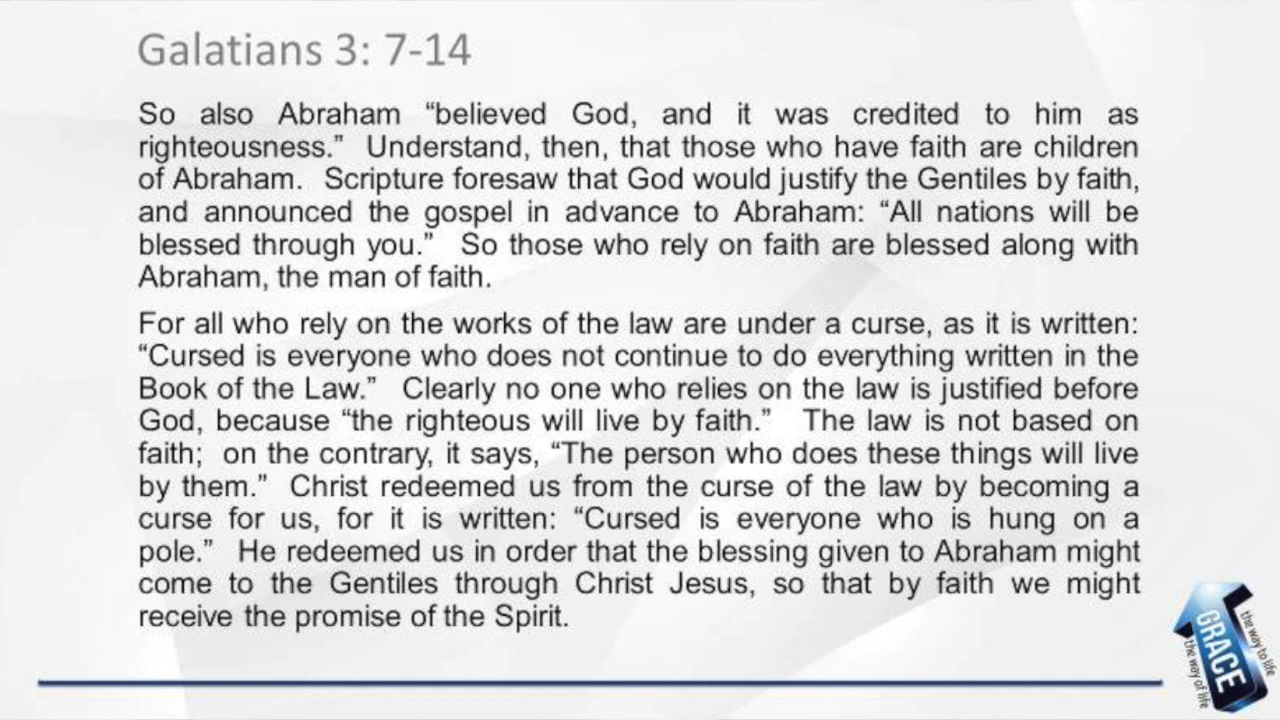 Galatians 3: 7-14
So also Abraham “believed God, and it was credited to him as
righteousness.” Understand, then, that those who have faith are children
of Abraham. Scripture foresaw that God would justify the Gentiles by faith,
and announced the gospel in advance to Abraham: “All nations will be
blessed through you.” So those who rely on faith are blessed along with
Abraham, the man of faith.
For all who rely on the works of the law are under a curse, as it is written:
“Cursed is everyone who does not continue to do everything written in the
Book of the Law.” Clearly no one who relies on the law is justified before
God, because “the righteous will live by faith.” The law is not based on
faith; on the contrary, it says, “The person who does these things will live
by them.” Christ redeemed us from the curse of the law by becoming a
curse for us, for it is written: “Cursed is everyone who is hung on a
pole.” He redeemed us in order that the blessing given to Abraham might
come to the Gentiles through Christ Jesus, so that by faith we might
receive the promise of the Spirit.
the way to life
GRACE
the way of life